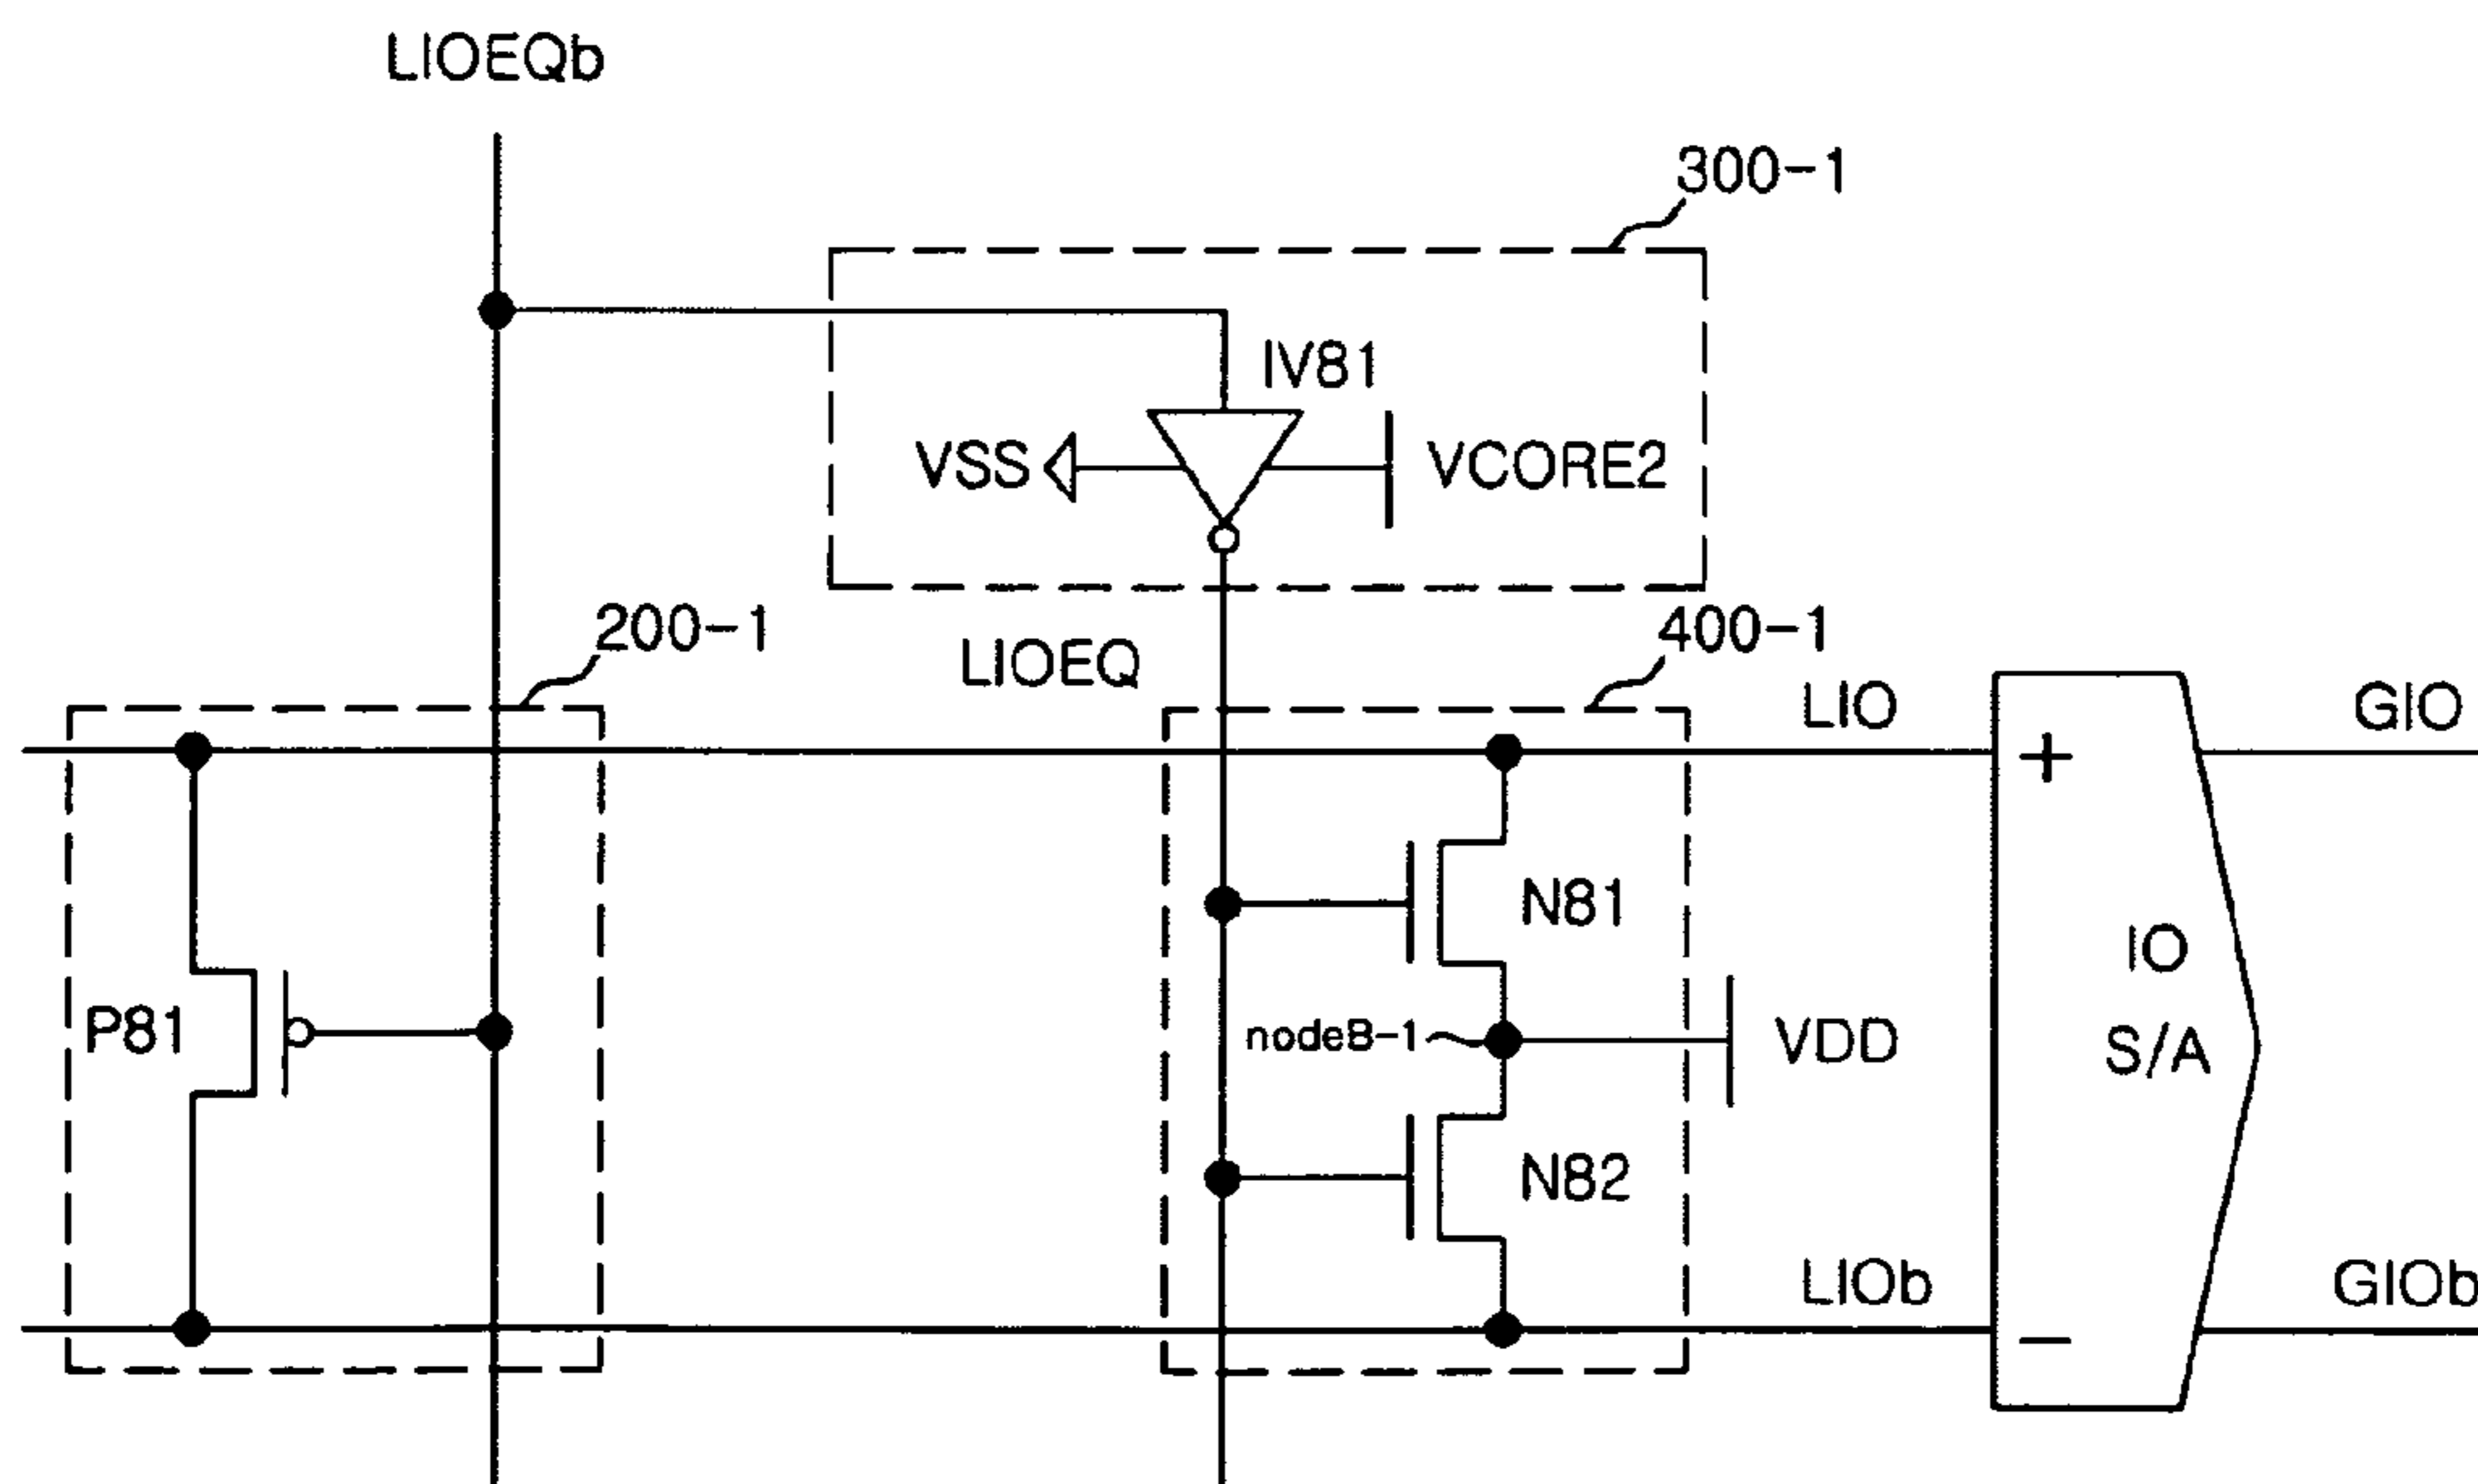 LIOEQb
300-1
IV81
VSS
VCORE2
200-1
LIOEQ
400-1
LIO
GIO
+
N81
IO
S/A
P81
node8-1
VDD
N82
LIOb
GIOb
−